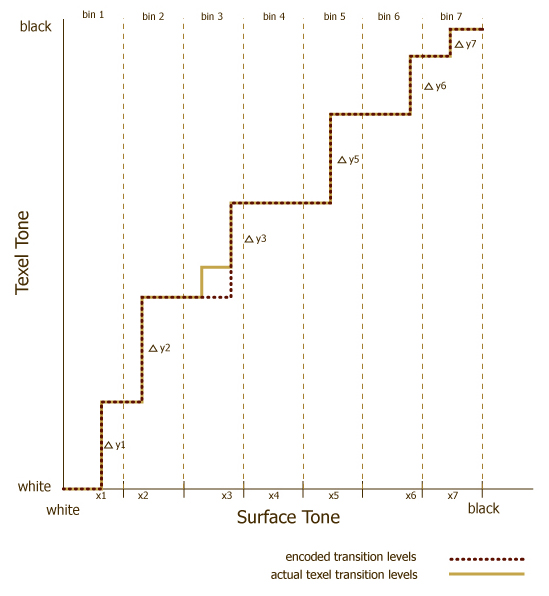 bin 1 bin 2 bin 3 bin 4 bin 5 bin 6 bin 7
black
△ y7
△ y6
△ y5
△ y3
△ y2
△ y1
Texel Tone
white
x1 x2 x3 x4 x5 x6 x7
white
black
Surface Tone
encoded transition levels
actual texel transition levels